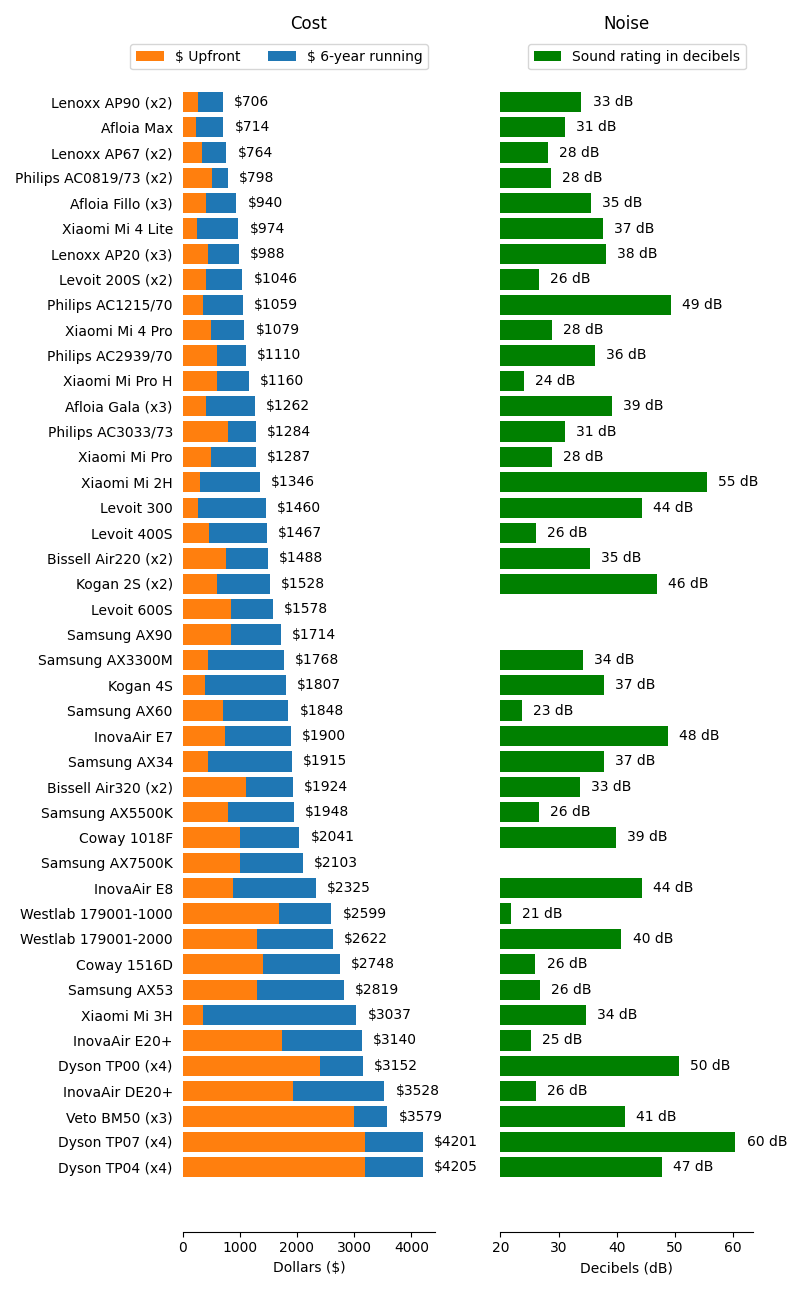 Cost Noise
$ Upfront $ 6-year running Sound rating in decibels
Lenoxx AP90 (x2) $706 33 dB
Afloia Max $714 31 dB
Lenoxx AP67 (x2) $764 28 dB
Philips AC0819/73 (x2) $798 28 dB
Afloia Fillo (x3) $940 35 dB
Xiaomi Mi 4 Lite $974 37 dB
Lenoxx AP20 (x3) $988 38 dB
Levoit 200S (x2) $1046 26 dB
Philips AC1215/70 $1059 49 dB
Xiaomi Mi 4 Pro $1079 28 dB
Philips AC2939/70 $1110 36 dB
Xiaomi Mi Pro H $1160 24 dB
Afloia Gala (x3) $1262 39 dB
Philips AC3033/73 $1284 31 dB
Xiaomi Mi Pro $1287 28 dB
Xiaomi Mi 2H $1346 55 dB
Levoit 300 $1460 44 dB
Levoit 400S $1467 26 dB
Bissell Air220 (x2) $1488 35 dB
Kogan 2S (x2) $1528 46 dB
Levoit 600S $1578
Samsung AX90 $1714
Samsung AX3300M $1768 34 dB
Kogan 4S $1807 37 dB
Samsung AX60 $1848 23 dB
InovaAir E7 $1900 48 dB
Samsung AX34 $1915 37 dB
Bissell Air320 (x2) $1924 33 dB
Samsung AX5500K $1948 26 dB
Coway 1018F $2041 39 dB
Samsung AX7500K $2103
InovaAir E8 $2325 44 dB
Westlab 179001-1000 $2599 21 dB
Westlab 179001-2000 $2622 40 dB
Coway 1516D $2748 26 dB
Samsung AX53 $2819 26 dB
Xiaomi Mi 3H $3037 34 dB
InovaAir E20+ $3140 25 dB
Dyson TP00 (x4) $3152 50 dB
InovaAir DE20+ $3528 26 dB
Veto BM50 (x3) $3579 41 dB
Dyson TP07 (x4) $4201 60 dB
Dyson TP04 (x4) $4205 47 dB
0 1000 2000 3000 4000 20 30 40 50 60
Dollars ($) Decibels (dB)